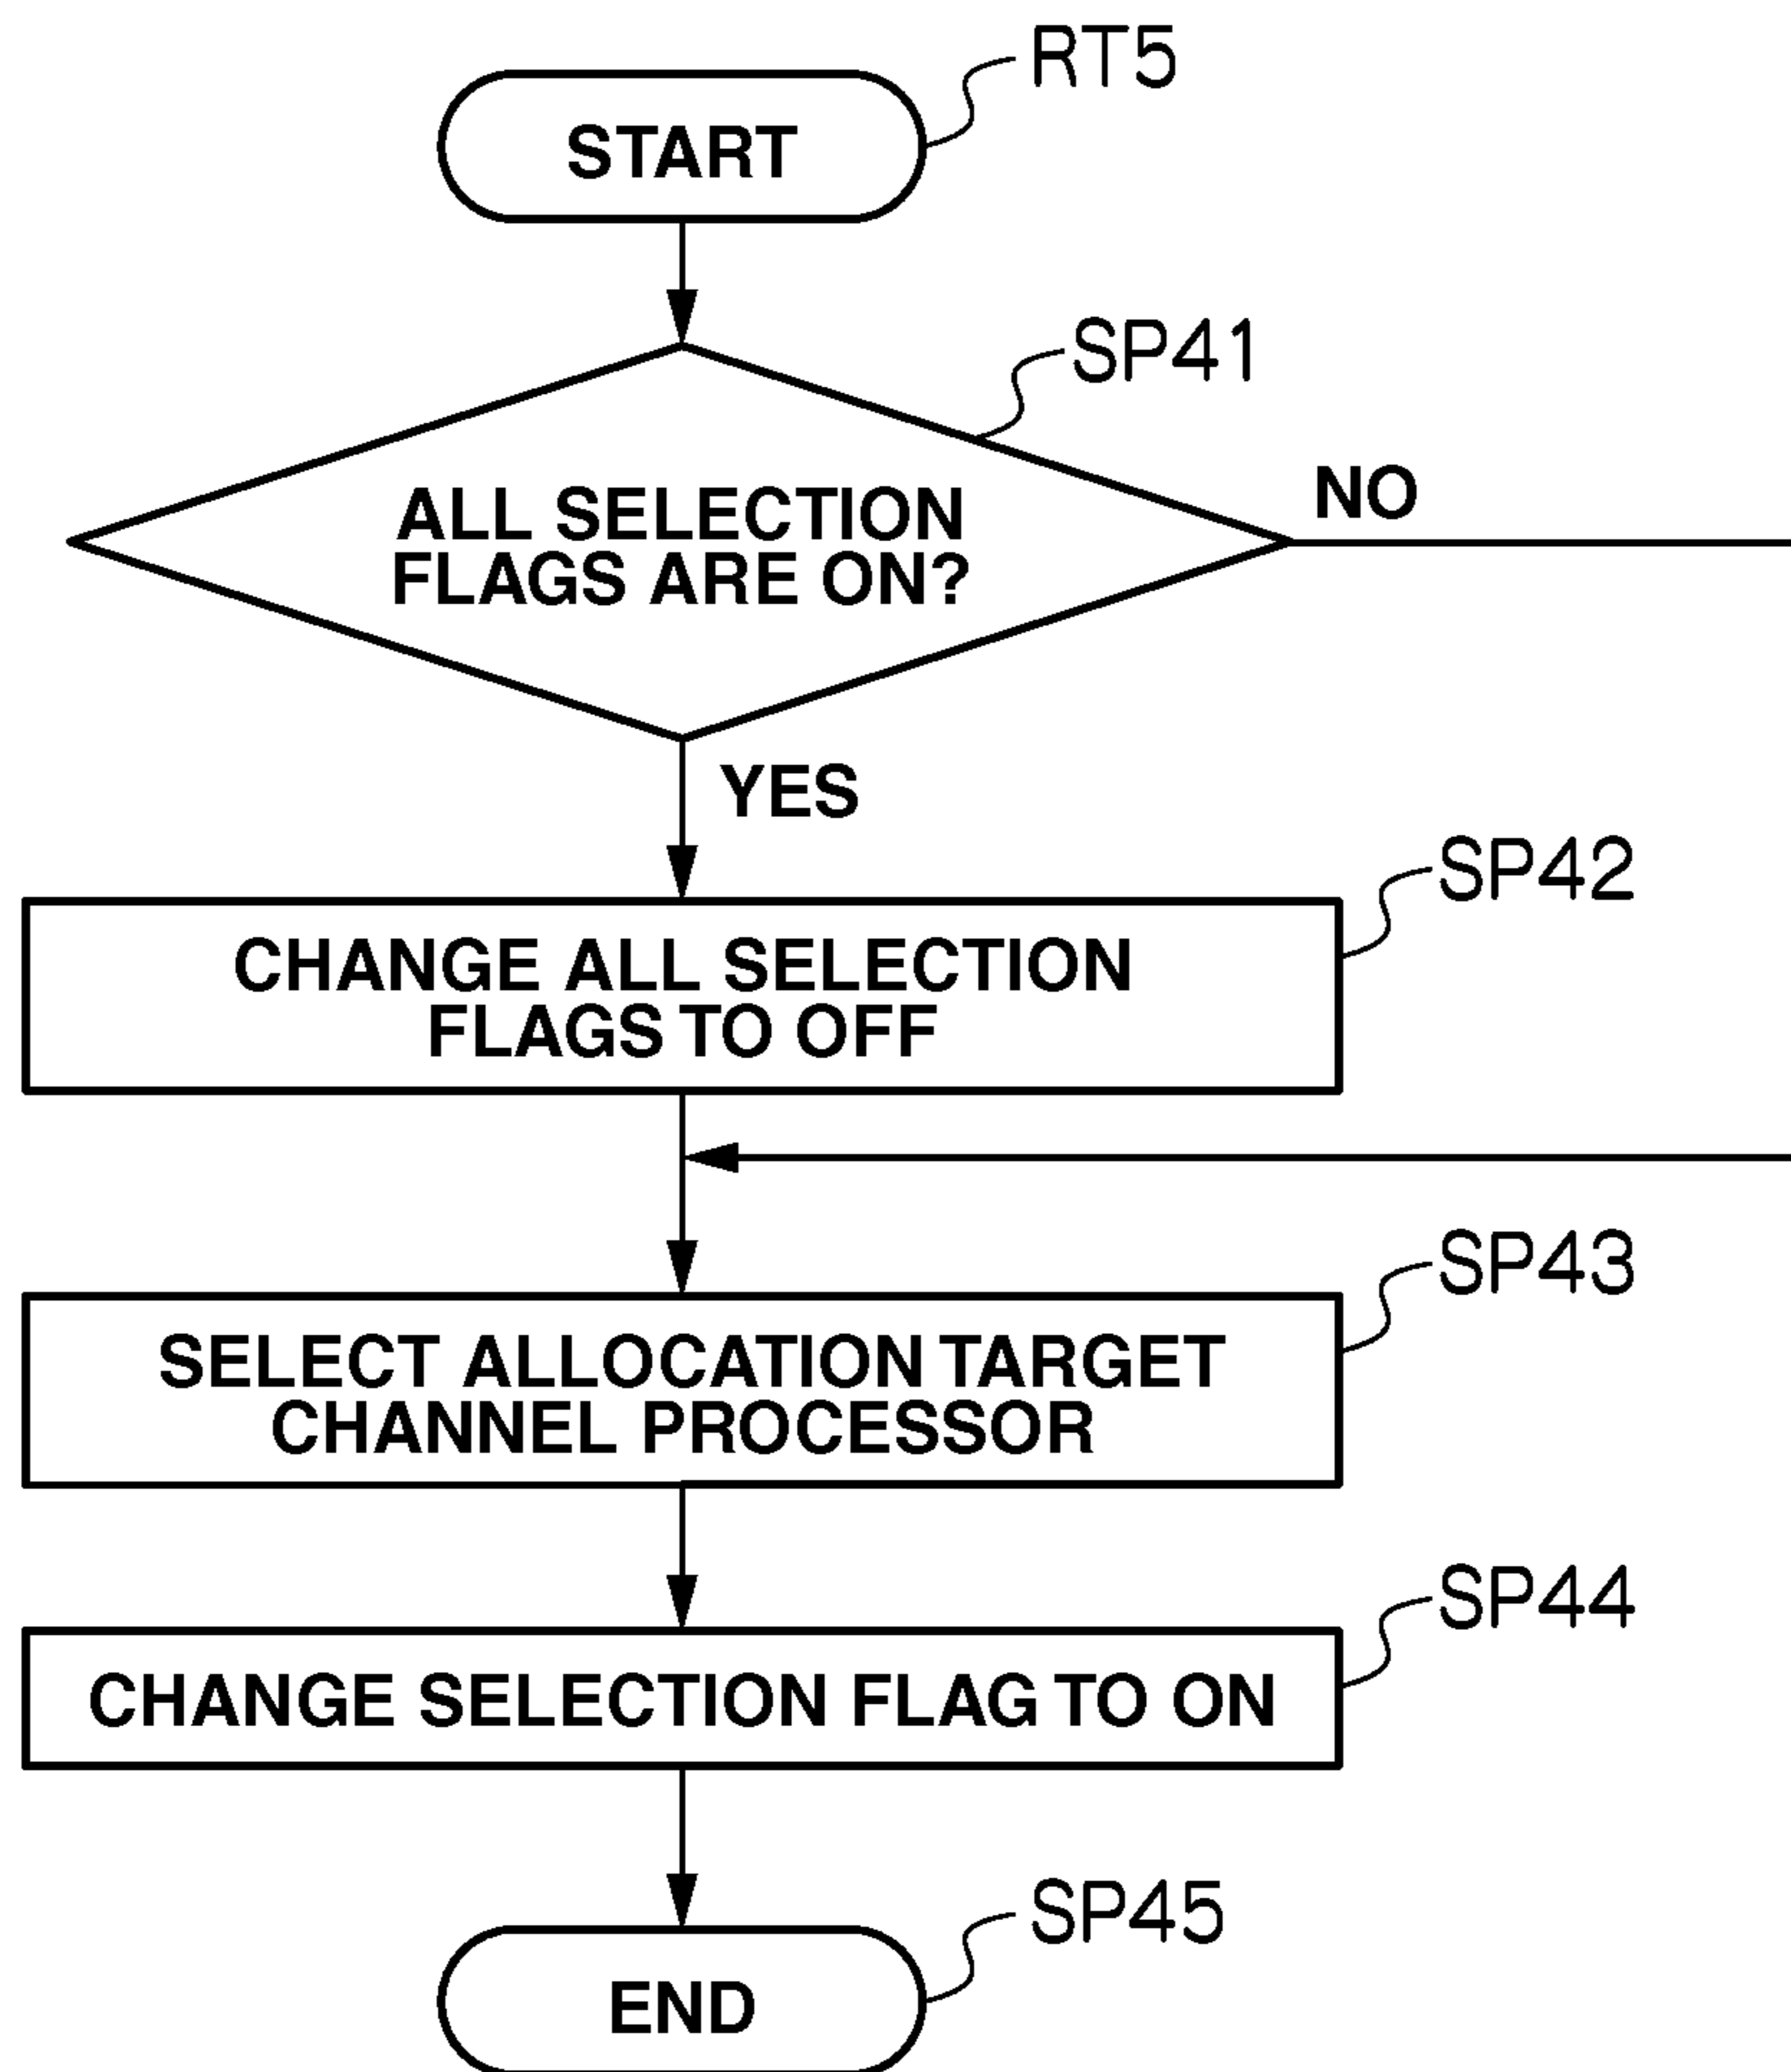 RT5
START
SP41
ALL SELECTION
FLAGS ARE ON?
NO
YES
SP42
CHANGE ALL SELECTION
FLAGS TO OFF
SP43
SELECT ALLOCATION TARGET
CHANNEL PROCESSOR
SP44
CHANGE SELECTION FLAG TO ON
SP45
END